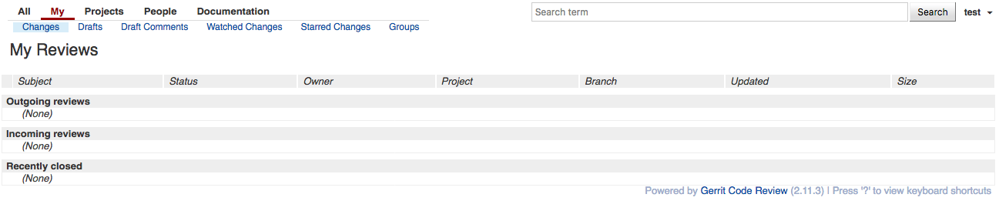 All My Projects People Documentation Search term Search test
Changes Drafts Draft Comments Watched Changes Starred Changes Groups
My Reviews
Subject Status Owner Project Branch Updated Size
Outgoing reviews
(None)
Incoming reviews
(None)
Recently closed
(None)
Powered by Gerrit Code Review (2.11.3) | Press '?' to view keyboard shortcuts